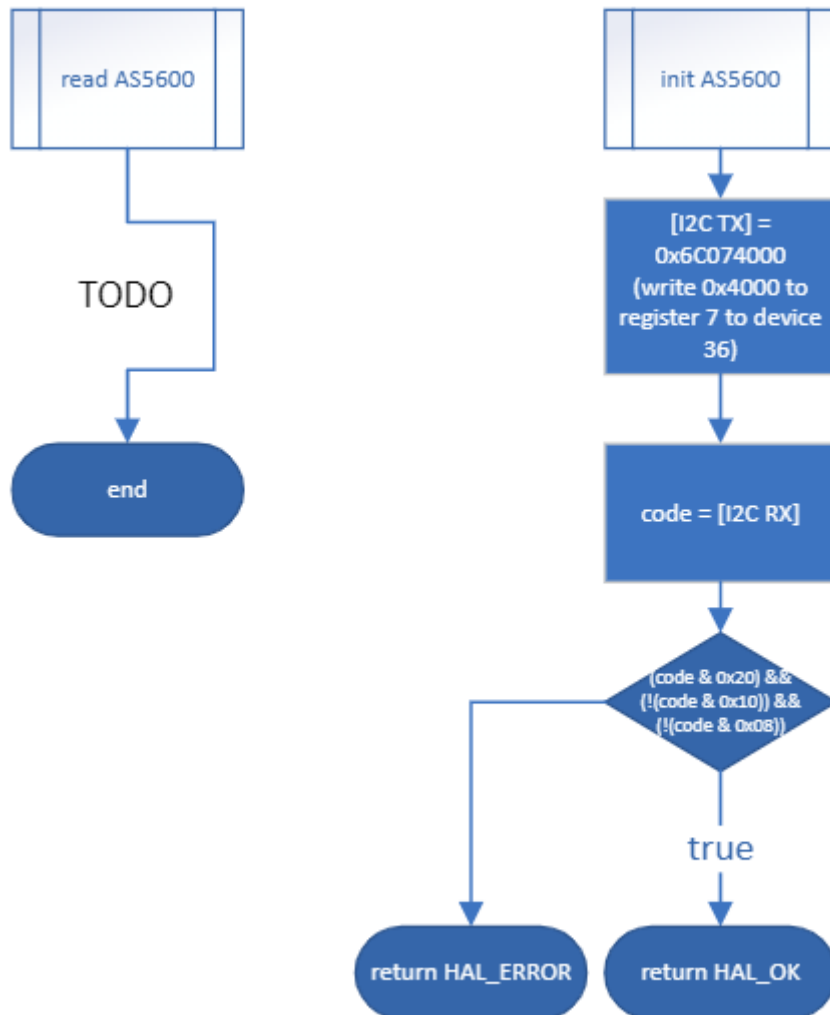 read AS5600
TODO
end
init AS5600
[I2C TX] =
0x6C074000
(write 0x4000 to
register 7 to device
36)
code = [I2C RX]
(code & 0x20) &&
(!(code & 0x10)) &&
(!(code & 0x08))
true
return HAL_ERROR
return HAL_OK